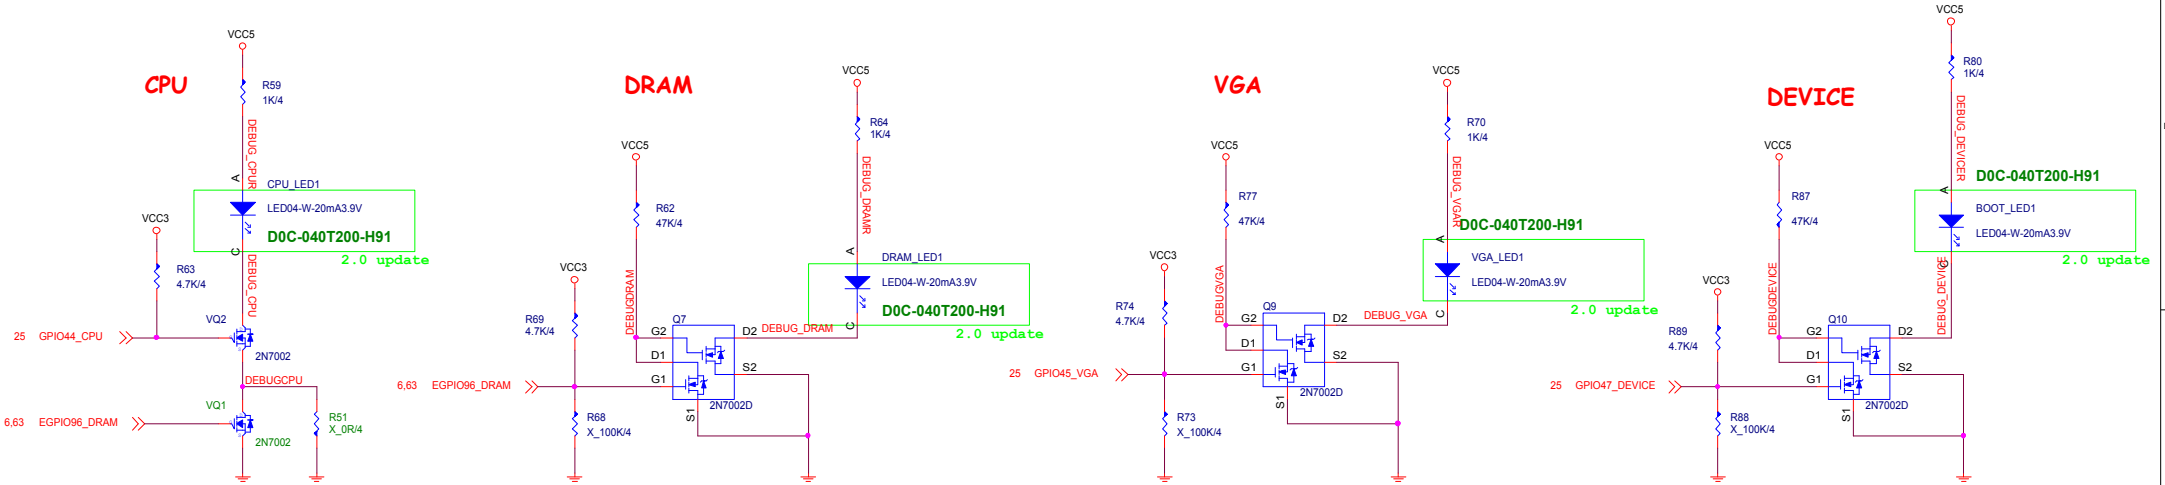 CPU
VCC5
R59
1K/4
DEBUG_CPUR
A
CPU_LED1
LED04-W-20mA3.9V
D0C-040T200-H91
2.0 update
C
DEBUG_CPU
VCC3
R63
4.7K/4
25 GPIO44_CPU
VQ2
2N7002
DEBUGCPU
6,63 EGPIO96_DRAM
VQ1
2N7002
R51
X_0R/4
DRAM
VCC5
R64
1K/4
DEBUG_DRAMR
A
DRAM_LED1
LED04-W-20mA3.9V
D0C-040T200-H91
2.0 update
C
VCC5
R62
47K/4
DEBUGDRAM
VCC3
R69
4.7K/4
6,63 EGPIO96_DRAM
R68
X_100K/4
Q7
G2
D1
G1
S1
D2
S2
DEBUG_DRAM
2N7002D
VGA
VCC5
R70
1K/4
DEBUG_VGAR
D0C-040T200-H91
A
VGA_LED1
LED04-W-20mA3.9V
2.0 update
C
VCC5
R77
47K/4
DEBUGVGA
VCC3
R74
4.7K/4
25 GPIO45_VGA
R73
X_100K/4
Q9
G2
D1
G1
S1
D2
S2
DEBUG_VGA
2N7002D
DEVICE
VCC5
R80
1K/4
DEBUG_DEVICER
D0C-040T200-H91
A
BOOT_LED1
LED04-W-20mA3.9V
2.0 update
C
DEBUG_DEVICE
VCC5
R87
47K/4
DEBUGDEVICE
VCC3
R89
4.7K/4
25 GPIO47_DEVICE
R88
X_100K/4
Q10
G2
D1
G1
S1
D2
S2
2N7002D